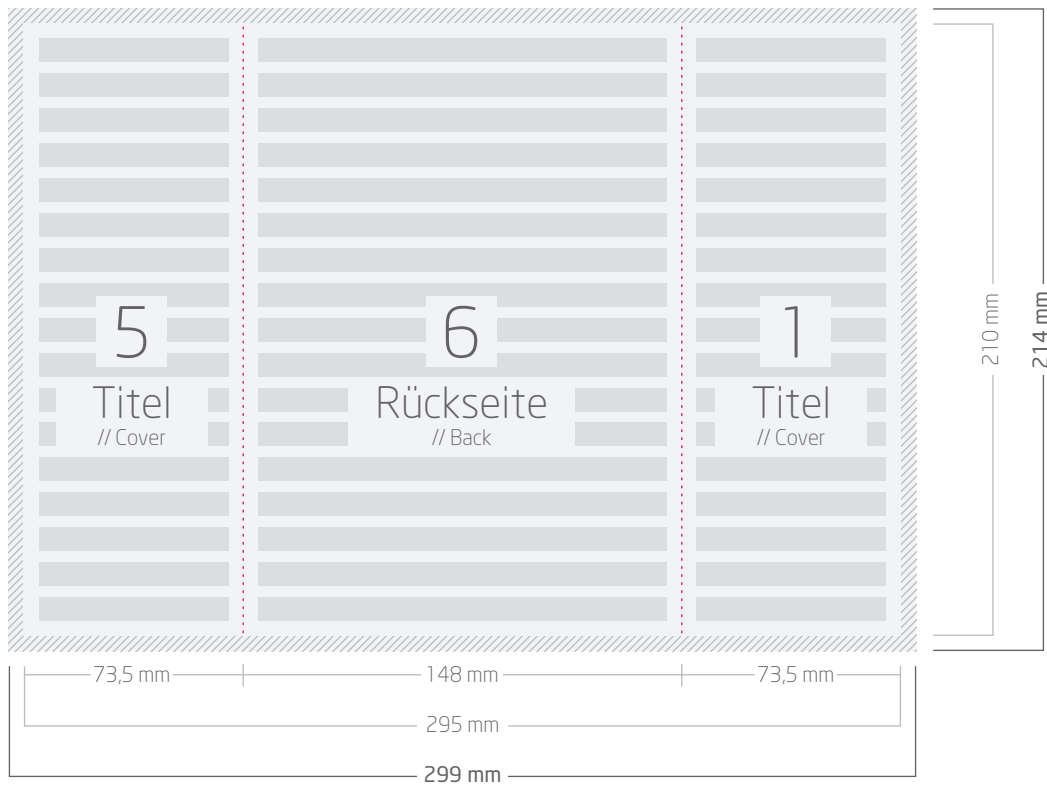 5
Titel
// Cover
6
Rückseite
// Back
1
Titel
// Cover
210 mm
214 mm
73,5 mm
148 mm
73,5 mm
295 mm
299 mm